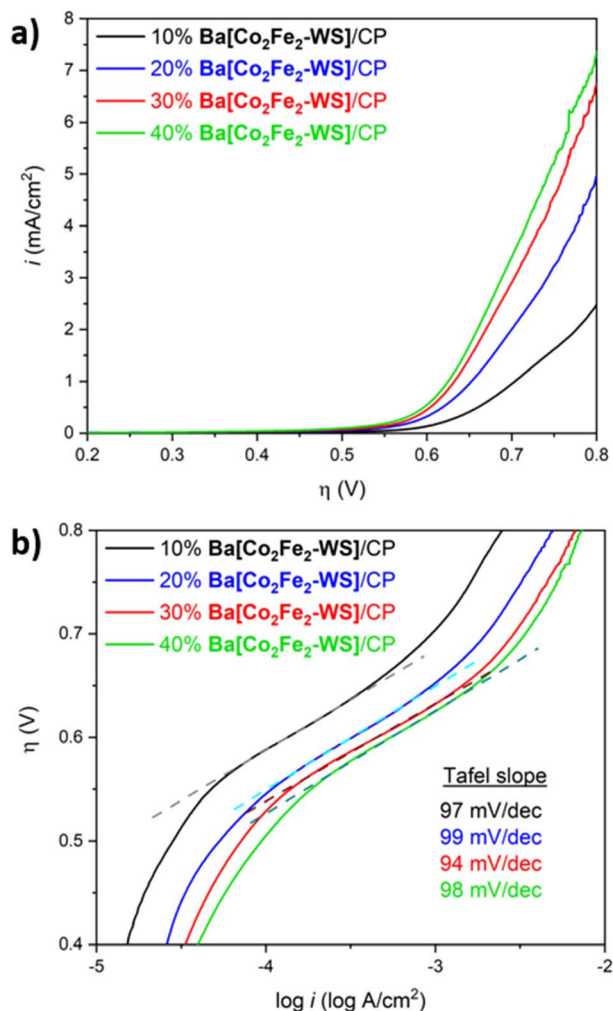 a)
10% Ba[Co₂Fe₂-WS]/CP
20% Ba[Co₂Fe₂-WS]/CP
30% Ba[Co₂Fe₂-WS]/CP
40% Ba[Co₂Fe₂-WS]/CP
8
7
6
5
4
3
2
1
0
i (mA/cm²)
0.2 0.3 0.4 0.5 0.6 0.7 0.8
η (V)
b)
10% Ba[Co₂Fe₂-WS]/CP
20% Ba[Co₂Fe₂-WS]/CP
30% Ba[Co₂Fe₂-WS]/CP
40% Ba[Co₂Fe₂-WS]/CP
0.8
0.7
0.6
0.5
0.4
η (V)
Tafel slope
97 mV/dec
99 mV/dec
94 mV/dec
98 mV/dec
-5 -4 -3 -2
log i (log A/cm²)